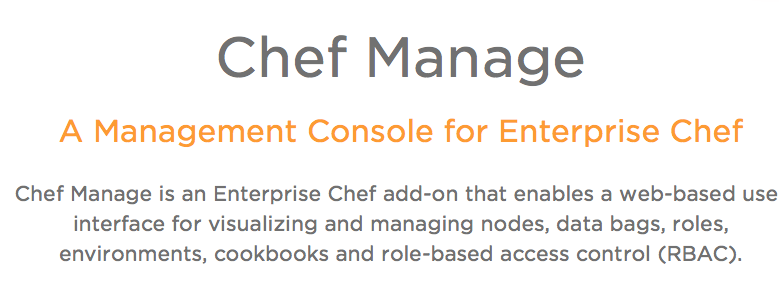 Chef Manage
A Management Console for Enterprise Chef
Chef Manage is an Enterprise Chef add-on that enables a web-based use
interface for visualizing and managing nodes, data bags, roles,
environments, cookbooks and role-based access control (RBAC).